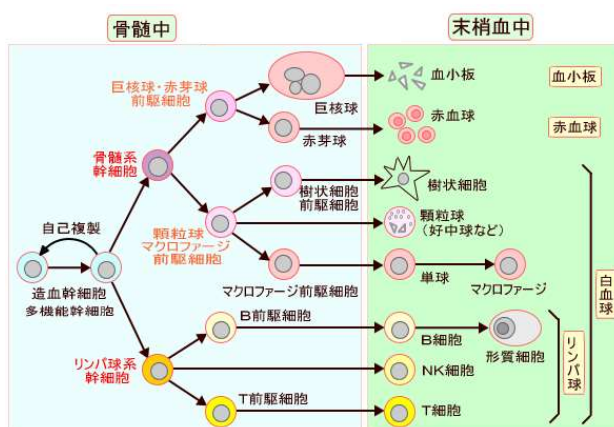 骨髄中
末梢血中
巨核球・赤芽球
前駆細胞
巨核球
血小板
血小板
赤芽球
赤血球
赤血球
骨髄系
幹細胞
樹状細胞
前駆細胞
樹状細胞
顆粒球
マクロファージ
前駆細胞
顆粒球
(好中球など)
自己複製
造血幹細胞
多機能幹細胞
マクロファージ前駆細胞
単球
マクロファージ
白血球
B前駆細胞
B細胞
形質細胞
リンパ球
リンパ球系
幹細胞
NK細胞
T前駆細胞
T細胞